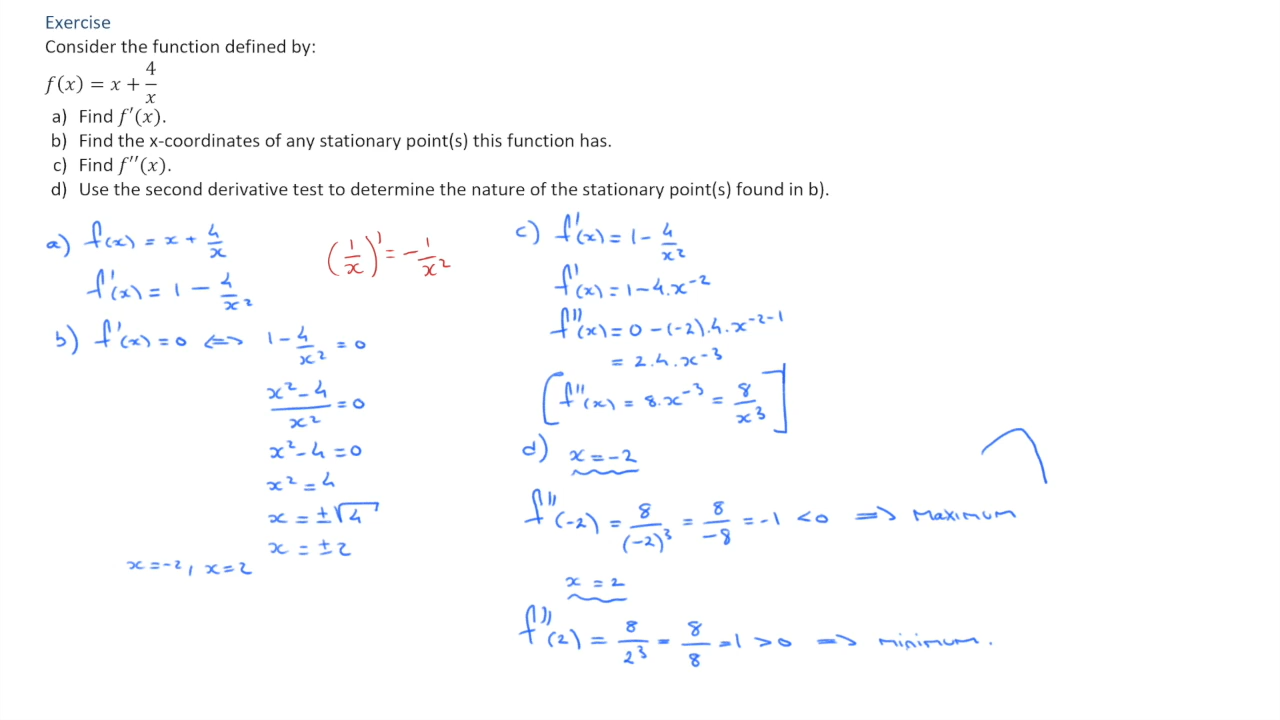 Exercise
Consider the function defined by:
f(x) = x + 4/x
a) Find f′(x).
b) Find the x-coordinates of any stationary point(s) this function has.
c) Find f′′(x).
d) Use the second derivative test to determine the nature of the stationary point(s) found in b).
a) f(x) = x + 4/x
(1/x)' = -1/x²
f'(x) = 1 - 4/x²
b) f'(x) = 0 <=> 1 - 4/x² = 0
(x² - 4)/x² = 0
x² - 4 = 0
x² = 4
x = ±√4
x = ±2
x = -2, x = 2
c) f'(x) = 1 - 4/x²
f'(x) = 1 - 4.x⁻²
f''(x) = 0 - (-2).4.x⁻²⁻¹
= 2.4.x⁻³
[f''(x) = 8.x⁻³ = 8/x³]
d) x = -2
f''(-2) = 8/(-2)³ = 8/-8 = -1 < 0 => maximum
x = 2
f''(2) = 8/2³ = 8/8 = 1 > 0 => minimum.